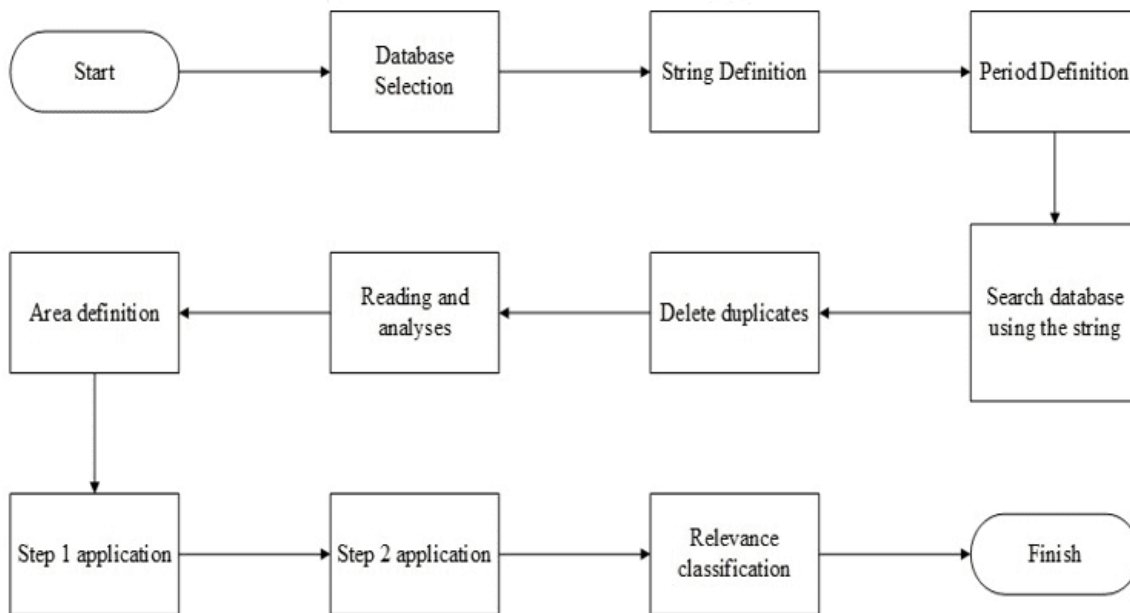 Start
Database
Selection
String Definition
Period Definition
Search database
using the string
Delete duplicates
Reading and
analyses
Area definition
Step 1 application
Step 2 application
Relevance
classification
Finish